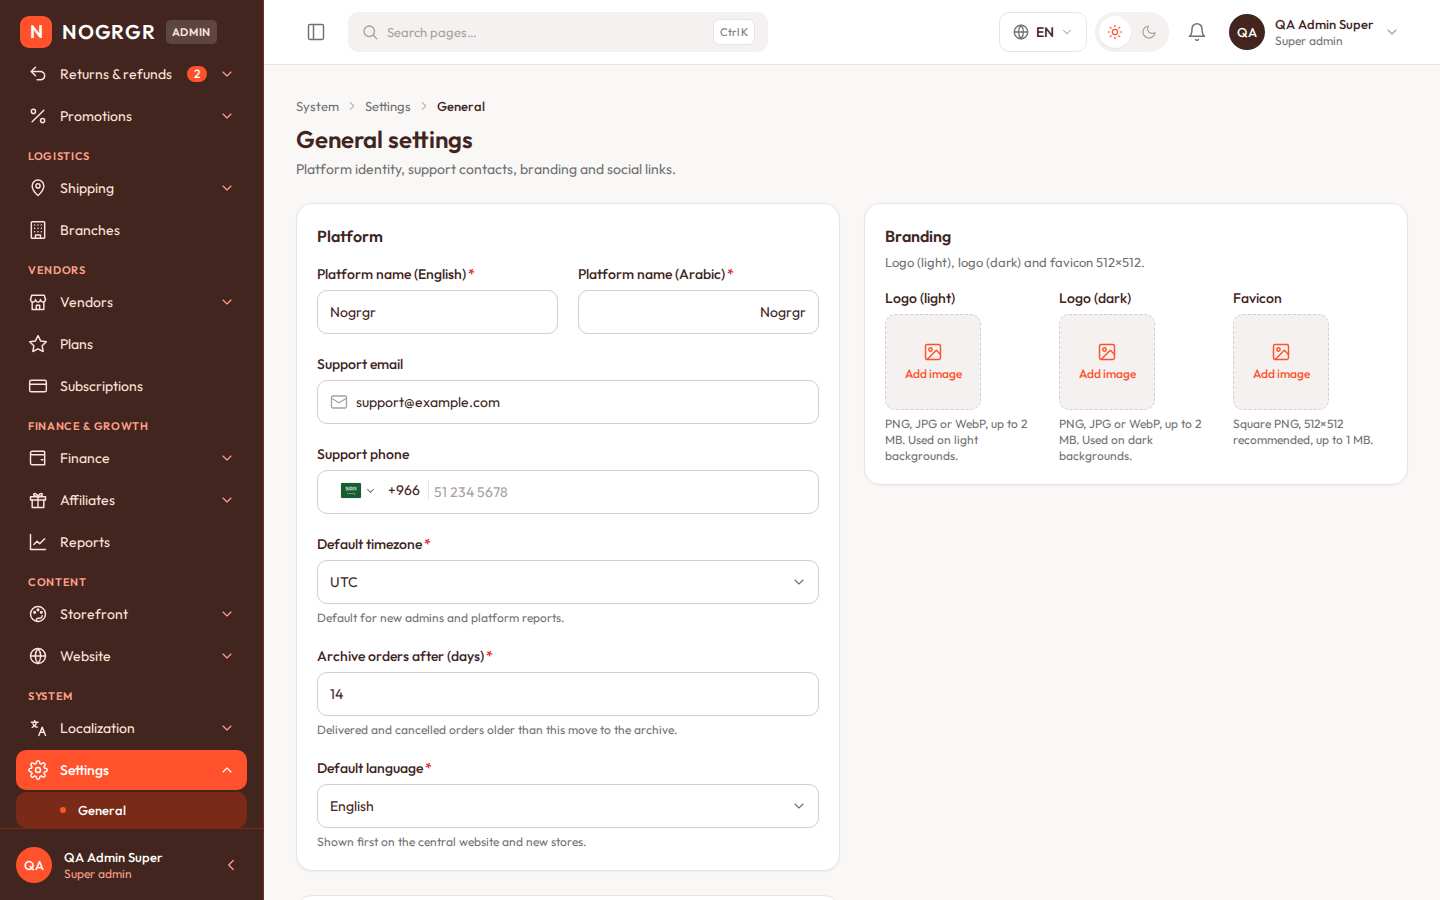 N NOGRGR ADMIN
Returns & refunds 2
Promotions
LOGISTICS
Shipping
Branches
VENDORS
Vendors
Plans
Subscriptions
FINANCE & GROWTH
Finance
Affiliates
Reports
CONTENT
Storefront
Website
SYSTEM
Localization
Settings
General
QA QA Admin Super
Super admin
Search pages... Ctrl K
EN
QA QA Admin Super
Super admin
System > Settings > General
General settings
Platform identity, support contacts, branding and social links.
Platform
Platform name (English) *
Platform name (Arabic) *
Nogrgr
Nogrgr
Support email
support@example.com
Support phone
+966 51 234 5678
Default timezone *
UTC
Default for new admins and platform reports.
Archive orders after (days) *
14
Delivered and cancelled orders older than this move to the archive.
Default language *
English
Shown first on the central website and new stores.
Branding
Logo (light), logo (dark) and favicon 512×512.
Logo (light)
Add image
PNG, JPG or WebP, up to 2
MB. Used on light
backgrounds.
Logo (dark)
Add image
PNG, JPG or WebP, up to 2
MB. Used on dark
backgrounds.
Favicon
Add image
Square PNG, 512×512
recommended, up to 1 MB.